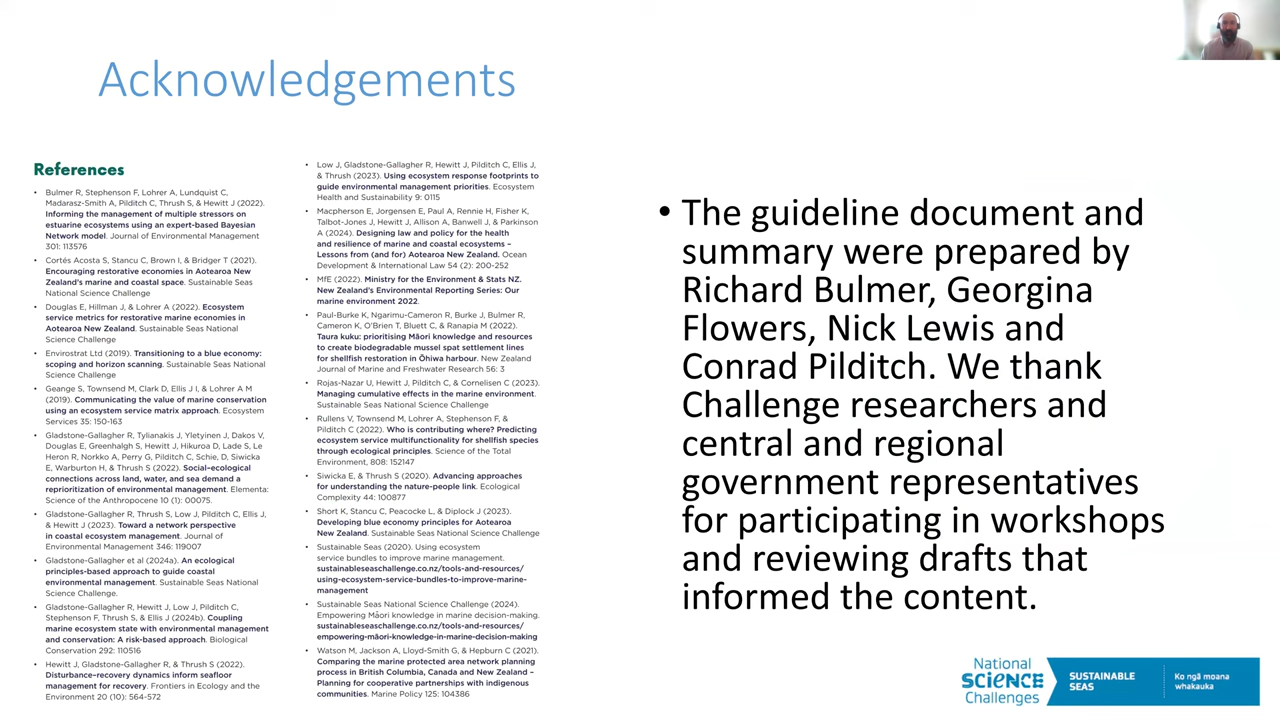 Acknowledgements
References
• Bulmer R, Stephenson F, Lohrer A, Lundquist C,
Madarasz-Smith A, Pilditch C, Thrush S, & Hewitt J (2022).
Informing the management of multiple stressors on
estuarine ecosystems using an expert-based Bayesian
Network model. Journal of Environmental Management
301: 113576
• Cortés Acosta S, Stancu C, Brown I, & Bridger T (2021).
Encouraging restorative economies in Aotearoa New
Zealand's marine and coastal space. Sustainable Seas
National Science Challenge
• Douglas E, Hillman J, & Lohrer A (2022). Ecosystem
service metrics for restorative marine economies in
Aotearoa New Zealand. Sustainable Seas National
Science Challenge
• Envirostrat Ltd (2019). Transitioning to a blue economy:
scoping and horizon scanning. Sustainable Seas National
Science Challenge
• Geange S, Townsend M, Clark D, Ellis J I, & Lohrer A M
(2019). Communicating the value of marine conservation
using an ecosystem service matrix approach. Ecosystem
Services 35: 150-163
• Gladstone-Gallagher R, Tylianakis J, Yletyinen J, Dakos V,
Douglas E, Greenhalgh S, Hewitt J, Hikuroa D, Lade S, Le
Heron R, Norkko A, Perry G, Pilditch C, Schie, D, Siwicka
E, Warburton H, & Thrush S (2022). Social–ecological
connections across land, water, and sea demand a
reprioritization of environmental management. Elementa:
Science of the Anthropocene 10 (1): 00075.
• Gladstone-Gallagher R, Thrush S, Low J, Pilditch C, Ellis J,
& Hewitt J (2023). Toward a network perspective
in coastal ecosystem management. Journal of
Environmental Management 346: 119007
• Gladstone-Gallagher et al (2024a). An ecological
principles-based approach to guide coastal
environmental management. Sustainable Seas National
Science Challenge.
• Gladstone-Gallagher R, Hewitt J, Low J, Pilditch C,
Stephenson F, Thrush S, & Ellis J (2024b). Coupling
marine ecosystem state with environmental management
and conservation: A risk-based approach. Biological
Conservation 292: 110516
• Hewitt J, Gladstone-Gallagher R, & Thrush S (2022).
Disturbance–recovery dynamics inform seafloor
management for recovery. Frontiers in Ecology and the
Environment 20 (10): 564-572
• Low J, Gladstone-Gallagher R, Hewitt J, Pilditch C, Ellis J,
& Thrush S (2023). Using ecosystem response footprints to
guide environmental management priorities. Ecosystem
Health and Sustainability 9: 0115
• Macpherson E, Jorgensen E, Paul A, Rennie H, Fisher K,
Talbot-Jones J, Hewitt J, Allison A, Banwell J, & Parkinson
A (2024). Designing law and policy for the health
and resilience of marine and coastal ecosystems –
Lessons from (and for) Aotearoa New Zealand. Ocean
Development & International Law 54 (2): 200-252
• MfE (2022). Ministry for the Environment & Stats NZ.
New Zealand's Environmental Reporting Series: Our
marine environment 2022.
• Paul-Burke K, Ngarimu-Cameron R, Burke J, Bulmer R,
Cameron K, O'Brien T, Bluett C, & Ranapia M (2022).
Taura kuku: prioritising Māori knowledge and resources
to create biodegradable mussel spat settlement lines
for shellfish restoration in Ōhiwa harbour. New Zealand
Journal of Marine and Freshwater Research 56: 3
• Rojas-Nazar U, Hewitt J, Pilditch C, & Cornelisen C (2023).
Managing cumulative effects in the marine environment.
Sustainable Seas National Science Challenge
• Rullens V, Townsend M, Lohrer A, Stephenson F, &
Pilditch C (2022). Who is contributing where? Predicting
ecosystem service multifunctionality for shellfish species
through ecological principles. Science of the Total
Environment, 808: 152147
• Siwicka E, & Thrush S (2020). Advancing approaches
for understanding the nature-people link. Ecological
Complexity 44: 100877
• Short K, Stancu C, Peacocke L, & Diplock J (2023).
Developing blue economy principles for Aotearoa
New Zealand. Sustainable Seas National Science Challenge
• Sustainable Seas (2020). Using ecosystem
service bundles to improve marine management.
sustainableseaschallenge.co.nz/tools-and-resources/
using-ecosystem-service-bundles-to-improve-marine-
management
• Sustainable Seas National Science Challenge (2024).
Empowering Māori knowledge in marine decision-making.
sustainableseaschallenge.co.nz/tools-and-resources/
empowering-māori-knowledge-in-marine-decision-making
• Watson M, Jackson A, Lloyd-Smith G, & Hepburn C (2021).
Comparing the marine protected area network planning
process in British Columbia, Canada and New Zealand –
Planning for cooperative partnerships with indigenous
communities. Marine Policy 125: 104386
• The guideline document and
summary were prepared by
Richard Bulmer, Georgina
Flowers, Nick Lewis and
Conrad Pilditch. We thank
Challenge researchers and
central and regional
government representatives
for participating in workshops
and reviewing drafts that
informed the content.
National
SCIENCE
Challenges
SUSTAINABLE
SEAS
Ko ngā moana
whakauka